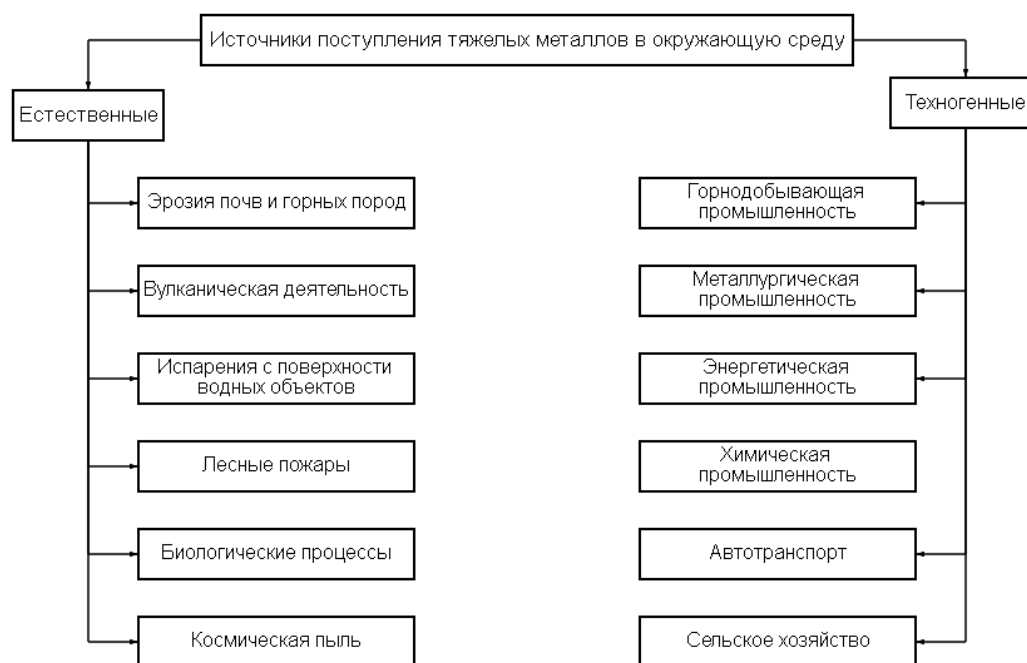 Источники поступления тяжелых металлов в окружающую среду
Естественные
Техногенные
Эрозия почв и горных пород
Горнодобывающая
промышленность
Вулканическая деятельность
Металлургическая
промышленность
Испарения с поверхности
водных объектов
Энергетическая
промышленность
Лесные пожары
Химическая
промышленность
Биологические процессы
Автотранспорт
Космическая пыль
Сельское хозяйство